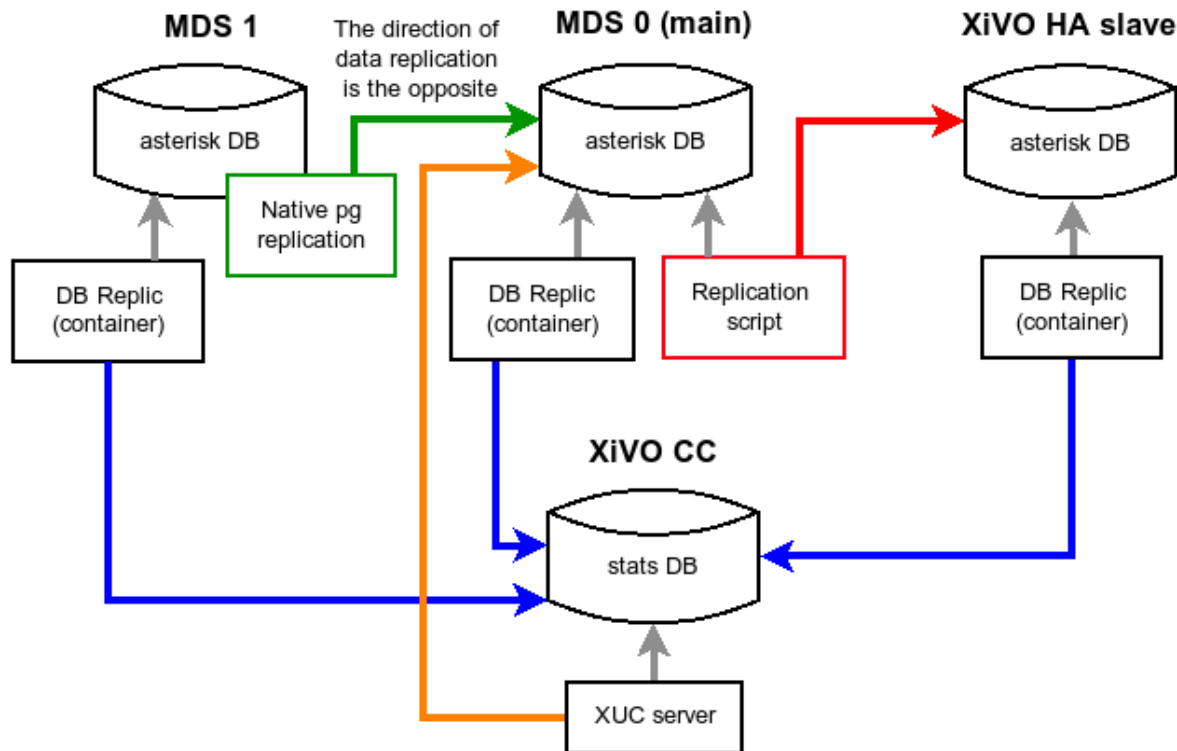 MDS 1
The direction of
data replication
is the opposite
MDS 0 (main)
XiVO HA slave
asterisk DB
asterisk DB
asterisk DB
Native pg
replication
DB Replic
(container)
DB Replic
(container)
Replication
script
DB Replic
(container)
XiVO CC
stats DB
XUC server